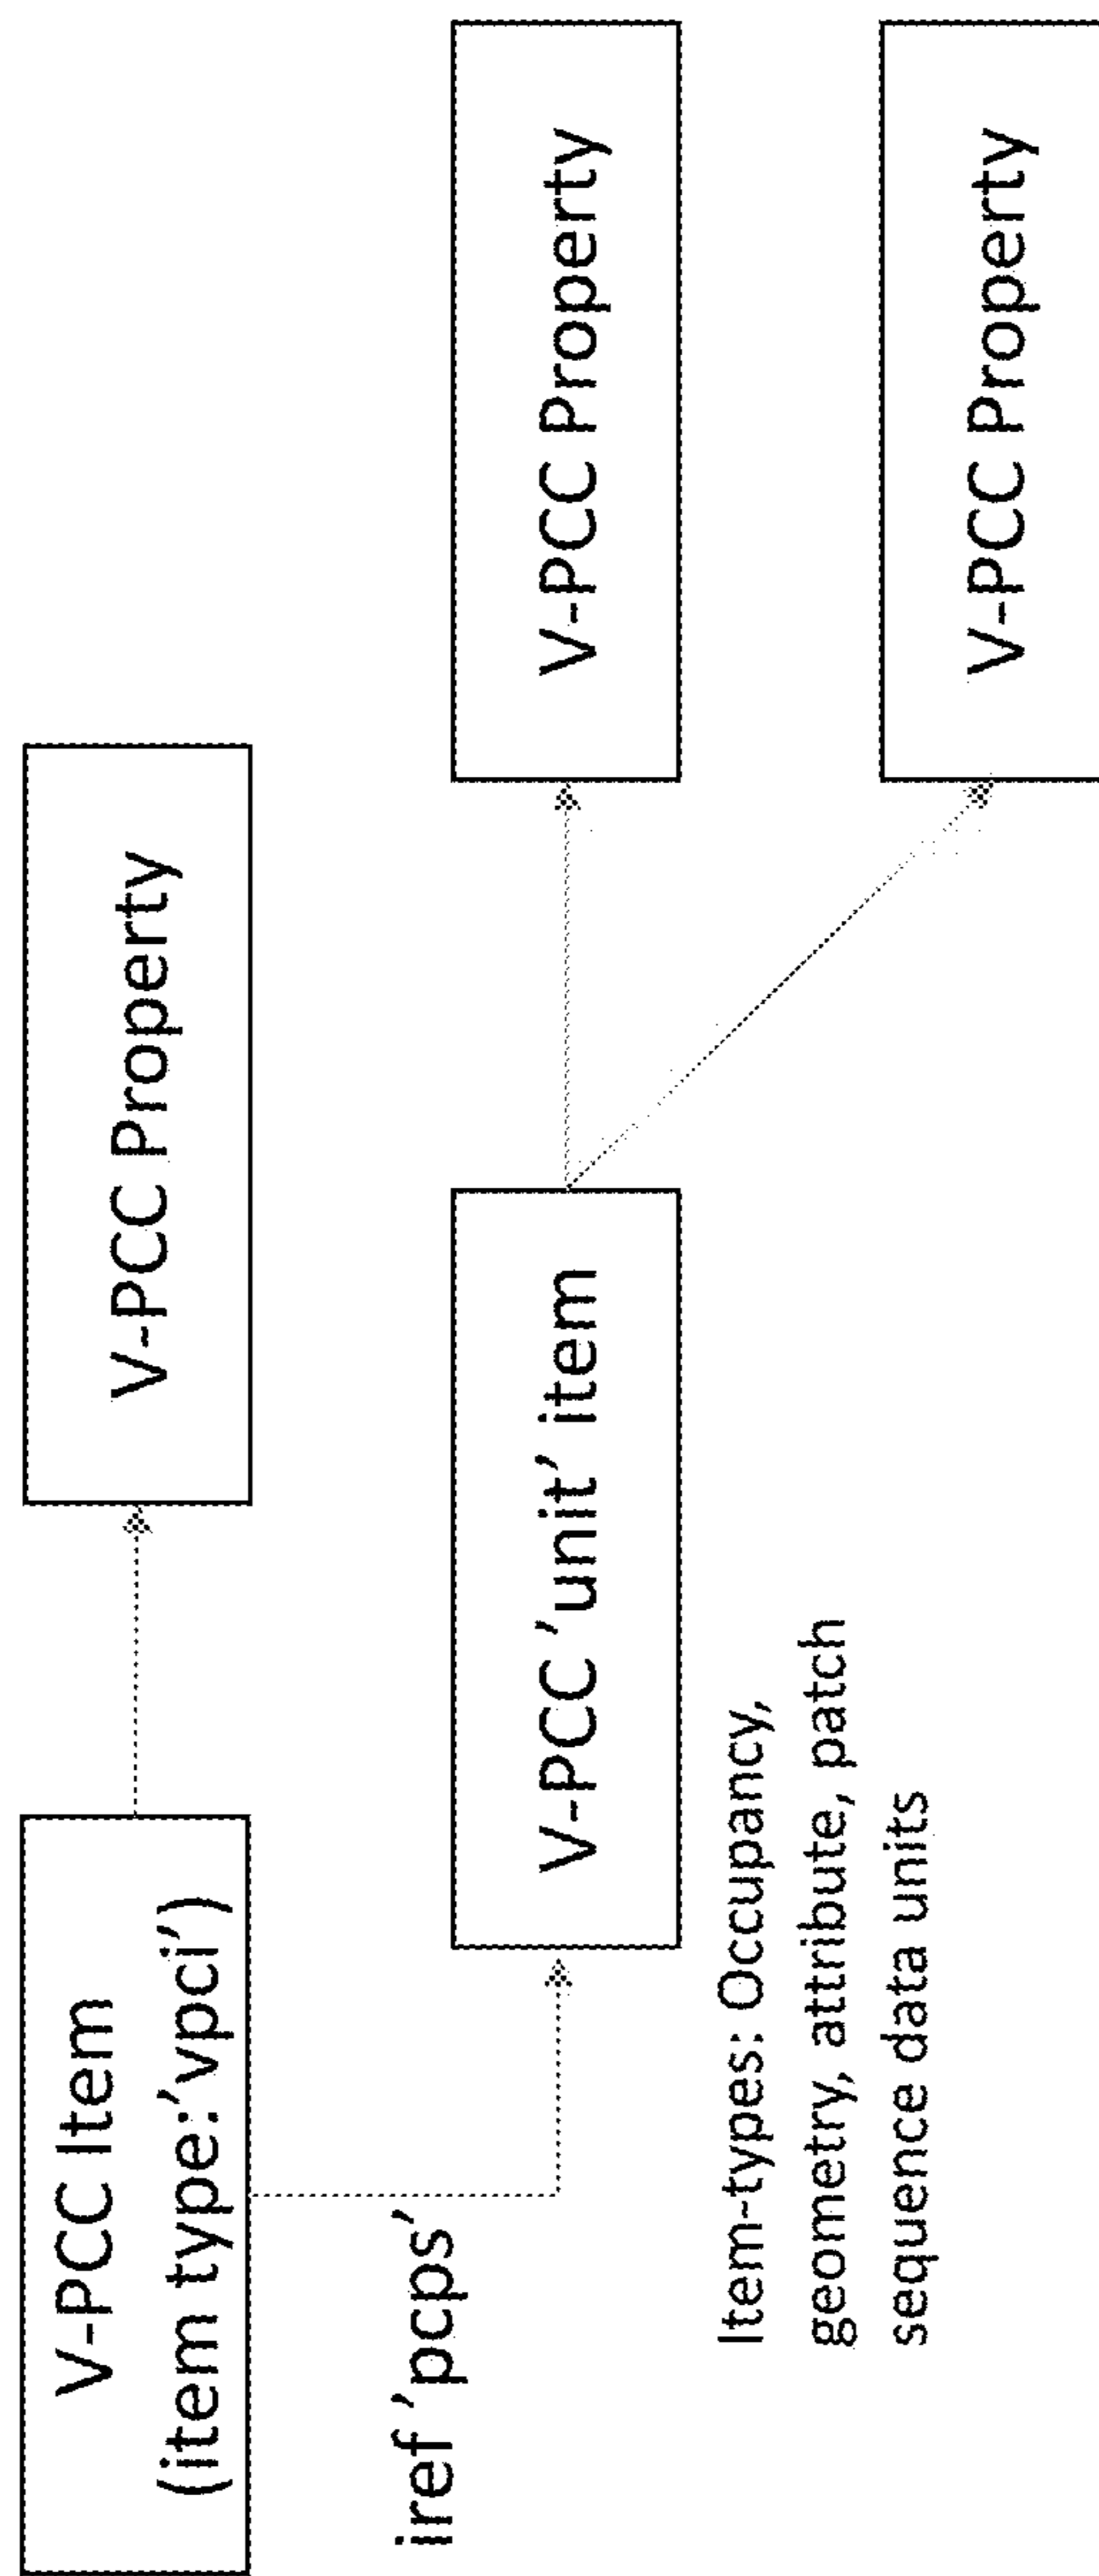 V-PCC Item
(item type:'vpci')
V-PCC Property
iref 'pcps'
V-PCC 'unit' item
V-PCC Property
Item-types: Occupancy,
geometry, attribute, patch
sequence data units
V-PCC Property